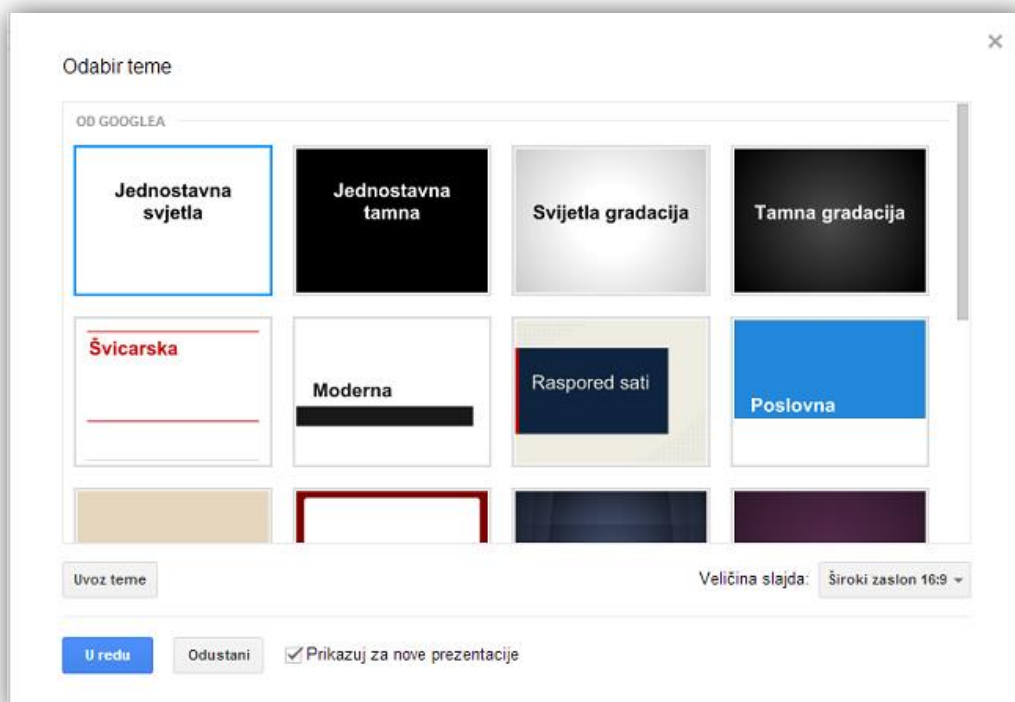 Odabir teme
OD GOOGLEA
Jednostavna
svjetla
Jednostavna
tamna
Svijetla gradacija
Tamna gradacija
Švicarska
Moderna
Raspored sati
Poslovna
Uvoz teme
Veličina slajda: Široki zaslon 16:9
U redu
Odustani
Prikazuj za nove prezentacije